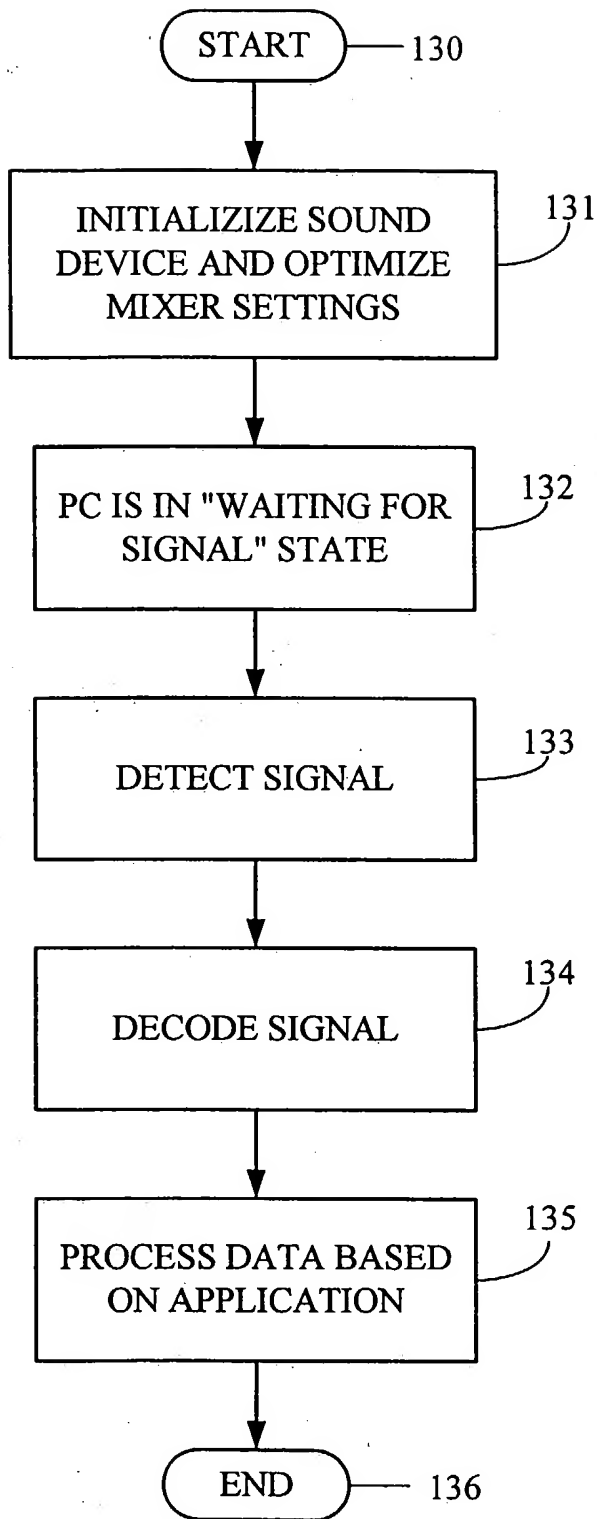 START
130
INITIALIZIZE SOUND
DEVICE AND OPTIMIZE
MIXER SETTINGS
131
PC IS IN "WAITING FOR
SIGNAL" STATE
132
DETECT SIGNAL
133
DECODE SIGNAL
134
PROCESS DATA BASED
ON APPLICATION
135
END
136